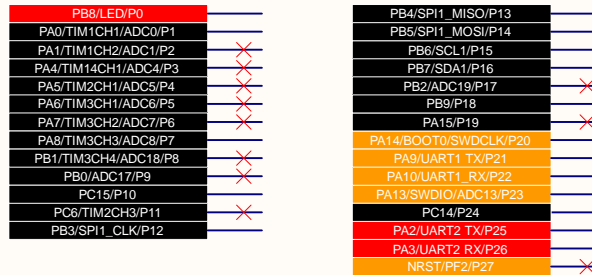 PB8/LED/P0
PA0/TIM1CH1/ADC0/P1
PA1/TIM1CH2/ADC1/P2
PA4/TIM14CH1/ADC4/P3
PA5/TIM2CH1/ADC5/P4
PA6/TIM3CH1/ADC6/P5
PA7/TIM3CH2/ADC7/P6
PA8/TIM3CH3/ADC8/P7
PB1/TIM3CH4/ADC18/P8
PB0/ADC17/P9
PC15/P10
PC6/TIM2CH3/P11
PB3/SPI1_CLK/P12
PB4/SPI1_MISO/P13
PB5/SPI1_MOSI/P14
PB6/SCL1/P15
PB7/SDA1/P16
PB2/ADC19/P17
PB9/P18
PA15/P19
PA14/BOOT0/SWDCLK/P20
PA9/UART1 TX/P21
PA10/UART1_RX/P22
PA13/SWDIO/ADC13/P23
PC14/P24
PA2/UART2 TX/P25
PA3/UART2 RX/P26
NRST/PF2/P27